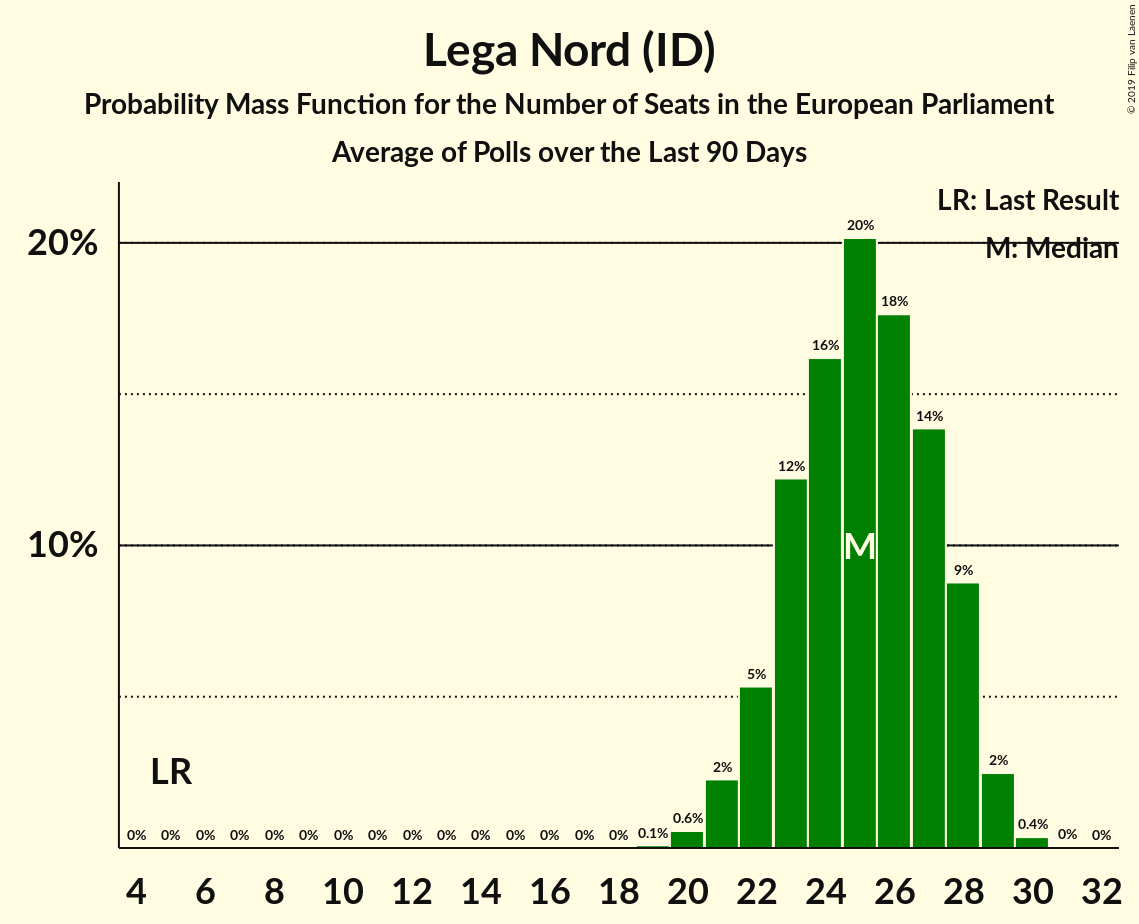 Lega Nord (ID)
Probability Mass Function for the Number of Seats in the European Parliament
Average of Polls over the Last 90 Days
© 2019 Filip van Laenen
LR: Last Result
M: Median
20%
10%
0% 0% 0% 0% 0% 0% 0% 0% 0% 0% 0% 0% 0% 0% 0% 0.1% 0.6% 2% 5% 12% 16% 20% 18% 14% 9% 2% 0.4% 0% 0%
LR
M
4 6 8 10 12 14 16 18 20 22 24 26 28 30 32